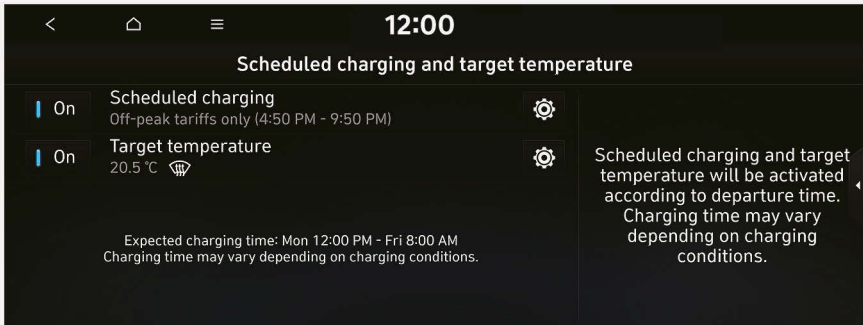 12:00
Scheduled charging and target temperature
On
Scheduled charging
Off-peak tariffs only (4:50 PM - 9:50 PM)
On
Target temperature
20.5 °C
Expected charging time: Mon 12:00 PM - Fri 8:00 AM
Charging time may vary depending on charging conditions.
Scheduled charging and target
temperature will be activated
according to departure time.
Charging time may vary
depending on charging
conditions.